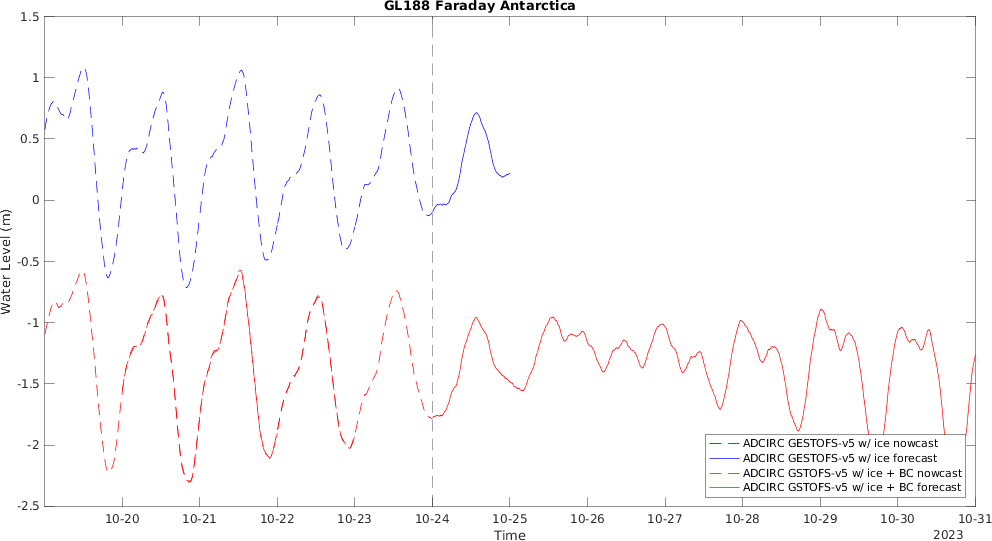 GL188 Faraday Antarctica
1.5
1
0.5
0
-0.5
-1
-1.5
-2
-2.5
Water Level (m)
10-20 10-21 10-22 10-23 10-24 10-25 10-26 10-27 10-28 10-29 10-30 10-31
Time
2023
ADCIRC GESTOFS-v5 w/ ice nowcast
ADCIRC GESTOFS-v5 w/ ice forecast
ADCIRC GSTOFS-v5 w/ ice + BC nowcast
ADCIRC GSTOFS-v5 w/ ice + BC forecast